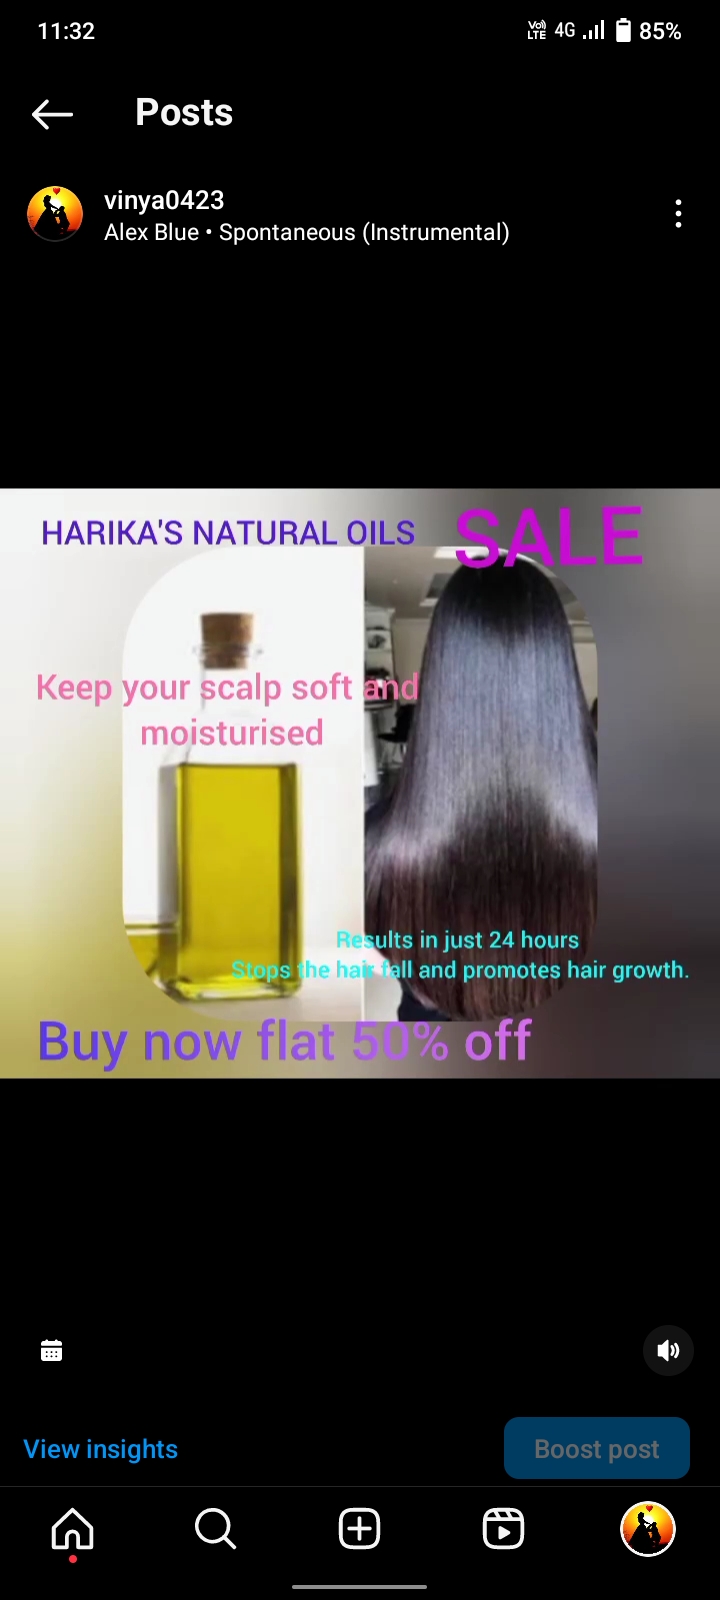 11:32
Vo) LTE 4G 85%
Posts
vinya0423
Alex Blue • Spontaneous (Instrumental)
HARIKA'S NATURAL OILS
SALE
Keep your scalp soft and
moisturised
Results in just 24 hours
Stops the hair fall and promotes hair growth.
Buy now flat 50% off
View insights
Boost post